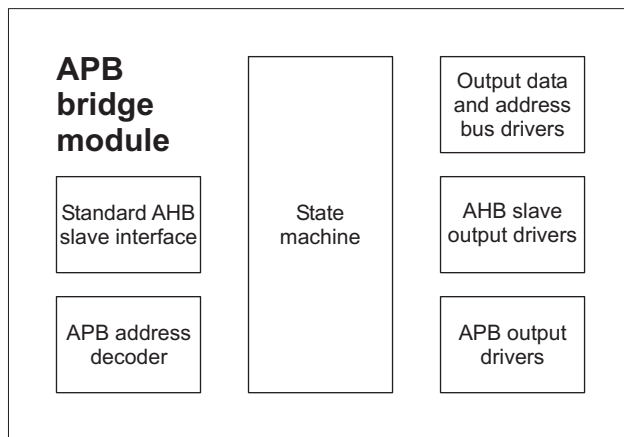 APB
bridge
module
Standard AHB
slave interface
APB address
decoder
State
machine
Output data
and address
bus drivers
AHB slave
output drivers
APB output
drivers